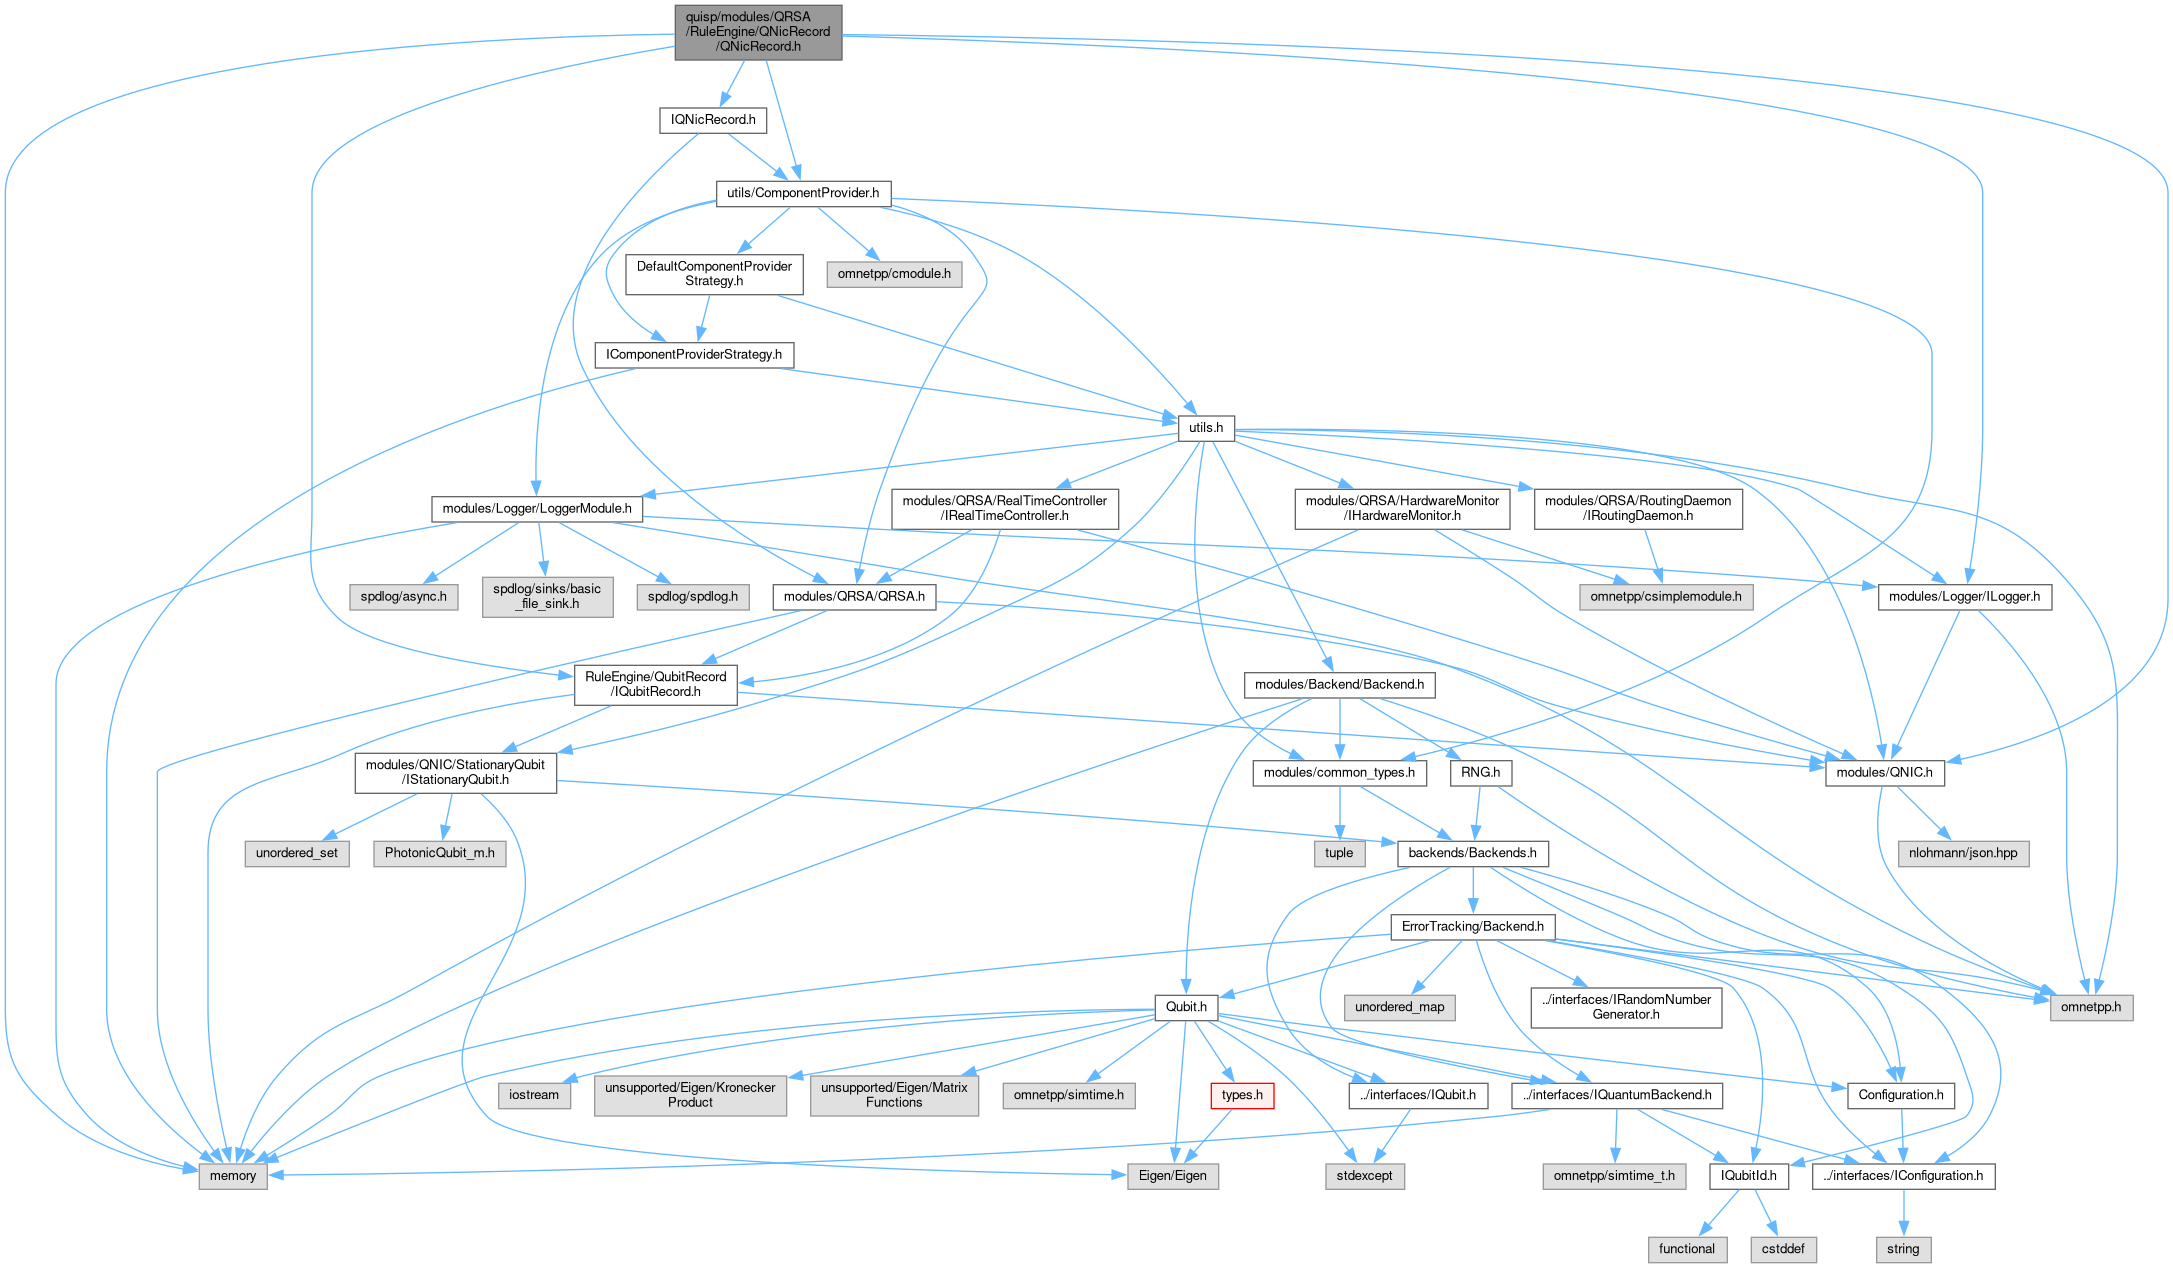 quisp/modules/QRSA
/RuleEngine/QNicRecord
/QNicRecord.h
IQNicRecord.h
utils/ComponentProvider.h
DefaultComponentProvider
Strategy.h
omnetpp/cmodule.h
IComponentProviderStrategy.h
utils.h
modules/Logger/LoggerModule.h
modules/QRSA/RealTimeController
/IRealTimeController.h
modules/QRSA/HardwareMonitor
/IHardwareMonitor.h
modules/QRSA/RoutingDaemon
/IRoutingDaemon.h
spdlog/async.h
spdlog/sinks/basic
_file_sink.h
spdlog/spdlog.h
modules/QRSA/QRSA.h
omnetpp/csimplemodule.h
modules/Logger/ILogger.h
RuleEngine/QubitRecord
/IQubitRecord.h
modules/Backend/Backend.h
modules/QNIC/StationaryQubit
/IStationaryQubit.h
modules/common_types.h
RNG.h
modules/QNIC.h
unordered_set
PhotonicQubit_m.h
tuple
backends/Backends.h
nlohmann/json.hpp
ErrorTracking/Backend.h
Qubit.h
unordered_map
../interfaces/IRandomNumber
Generator.h
omnetpp.h
iostream
unsupported/Eigen/Kronecker
Product
unsupported/Eigen/Matrix
Functions
omnetpp/simtime.h
types.h
../interfaces/IQubit.h
../interfaces/IQuantumBackend.h
Configuration.h
memory
Eigen/Eigen
stdexcept
omnetpp/simtime_t.h
IQubitId.h
../interfaces/IConfiguration.h
functional
cstddef
string